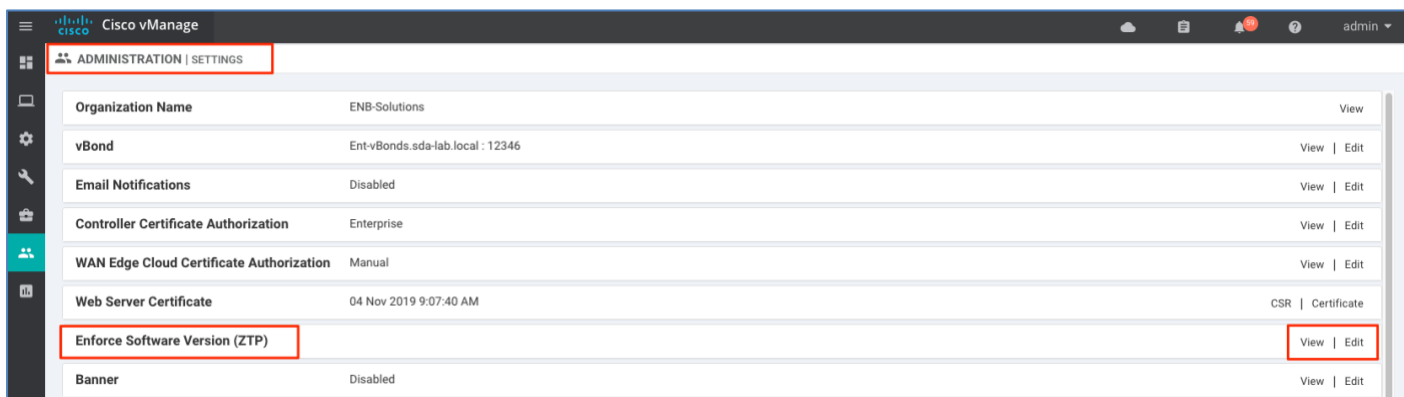 cisco Cisco vManage 59 ? admin
ADMINISTRATION | SETTINGS
Organization Name ENB-Solutions View
vBond Ent-vBonds.sda-lab.local : 12346 View | Edit
Email Notifications Disabled View | Edit
Controller Certificate Authorization Enterprise View | Edit
WAN Edge Cloud Certificate Authorization Manual View | Edit
Web Server Certificate 04 Nov 2019 9:07:40 AM CSR | Certificate
Enforce Software Version (ZTP) View | Edit
Banner Disabled View | Edit